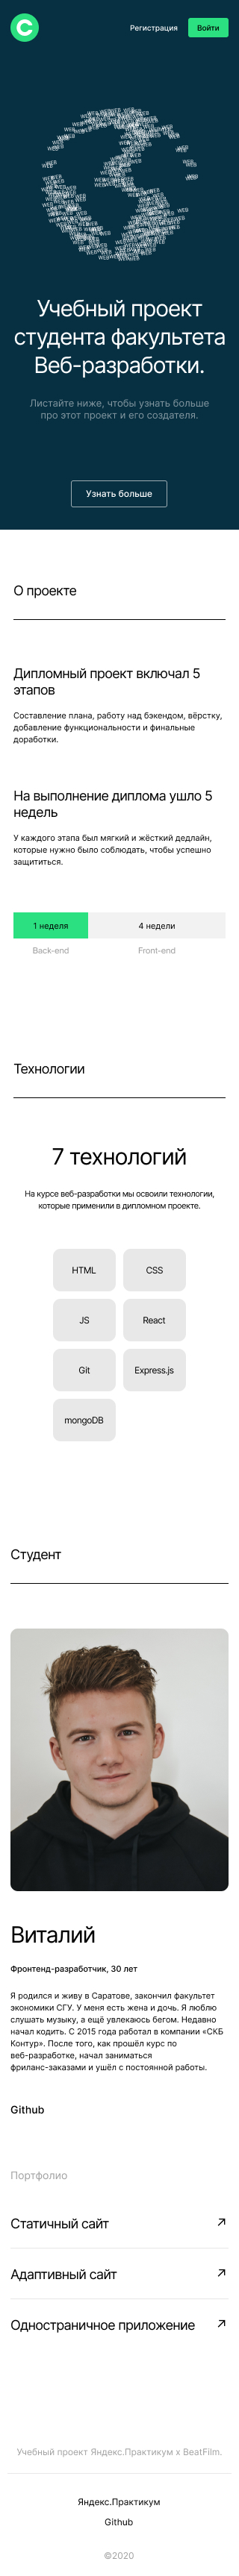 Регистрация
Войти
Учебный проект
студента факультета
Веб-разработки.
Листайте ниже, чтобы узнать больше
про этот проект и его создателя.
Узнать больше
О проекте
Дипломный проект включал 5
этапов
Составление плана, работу над бэкендом, вёрстку,
добавление функциональности и финальные
доработки.
На выполнение диплома ушло 5
недель
У каждого этапа был мягкий и жёсткий дедлайн,
которые нужно было соблюдать, чтобы успешно
защититься.
1 неделя
4 недели
Back-end
Front-end
Технологии
7 технологий
На курсе веб-разработки мы освоили технологии,
которые применили в дипломном проекте.
HTML
CSS
JS
React
Git
Express.js
mongoDB
Студент
Виталий
Фронтенд-разработчик, 30 лет
Я родился и живу в Саратове, закончил факультет
экономики СГУ. У меня есть жена и дочь. Я люблю
слушать музыку, а ещё увлекаюсь бегом. Недавно
начал кодить. С 2015 года работал в компании «СКБ
Контур». После того, как прошёл курс по
веб-разработке, начал заниматься
фриланс-заказами и ушёл с постоянной работы.
Github
Портфолио
Статичный сайт
Адаптивный сайт
Одностраничное приложение
Учебный проект Яндекс.Практикум х BeatFilm.
Яндекс.Практикум
Github
©2020